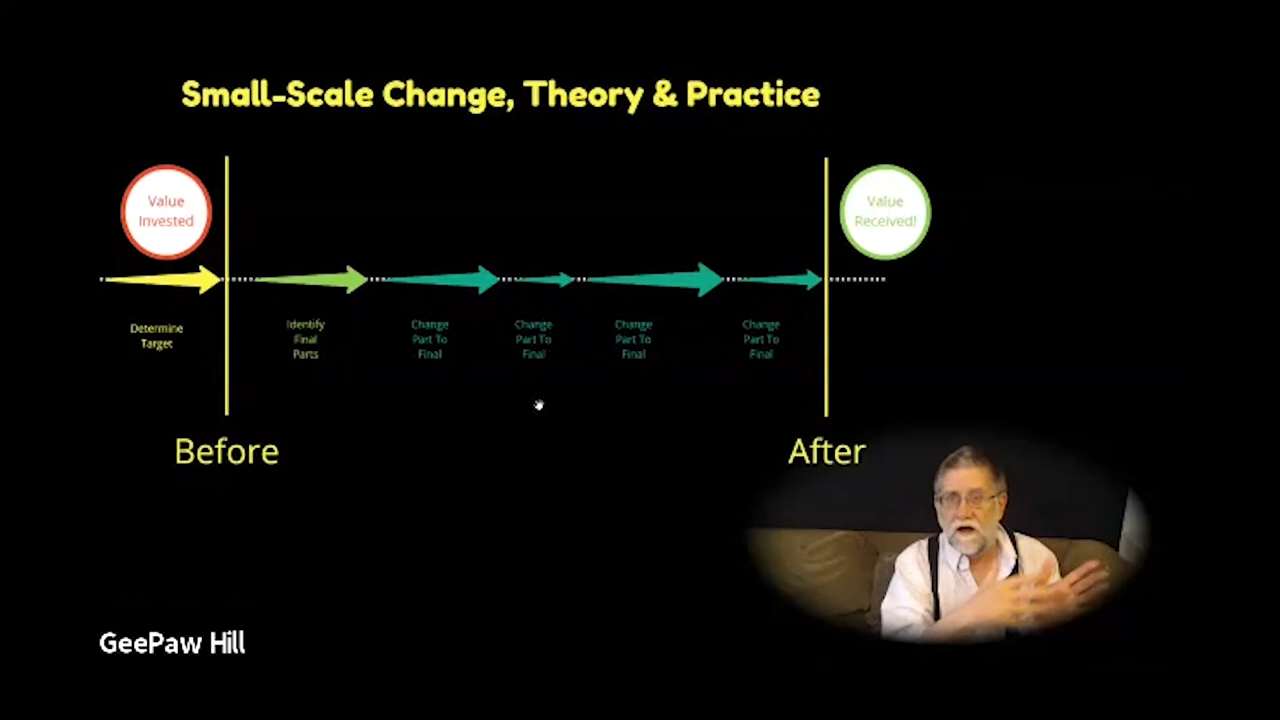 Small-Scale Change, Theory & Practice
Value
Invested
Value
Received!
Determine
Target
Identify
Final
Parts
Change
Part To
Final
Change
Part To
Final
Change
Part To
Final
Change
Part To
Final
Before
After
GeePaw Hill